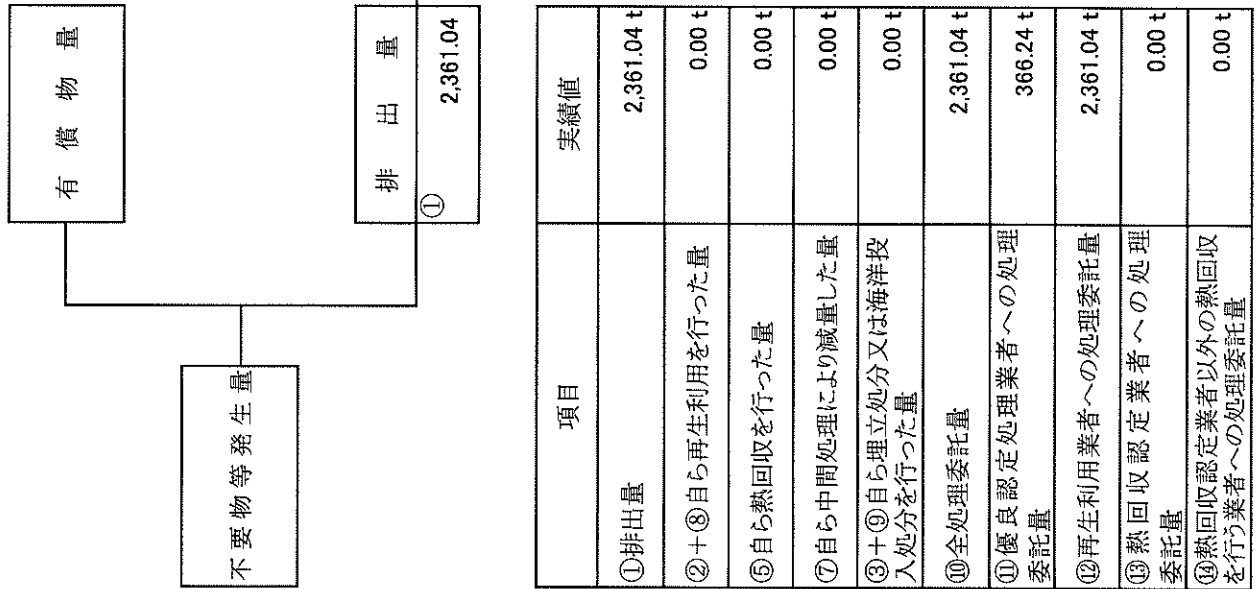 不要物等発生量
有償物量
排出量
①
2,361.04
項目 実績値
①排出量 2,361.04 t
②+⑧自ら再生利用を行った量 0.00 t
⑤自ら熱回収を行った量 0.00 t
⑦自ら中間処理により減量した量 0.00 t
③+⑨自ら埋立処分又は海洋投
入処分を行った量 0.00 t
⑩全処理委託量 2,361.04 t
⑪優良認定処理業者への処理
委託量 366.24 t
⑫再生利用業者への処理委託量 2,361.04 t
⑬熱回収認定業者への処理
委託量 0.00 t
⑭熱回収認定業者以外の熱回収
を行う業者への処理委託量 0.00 t